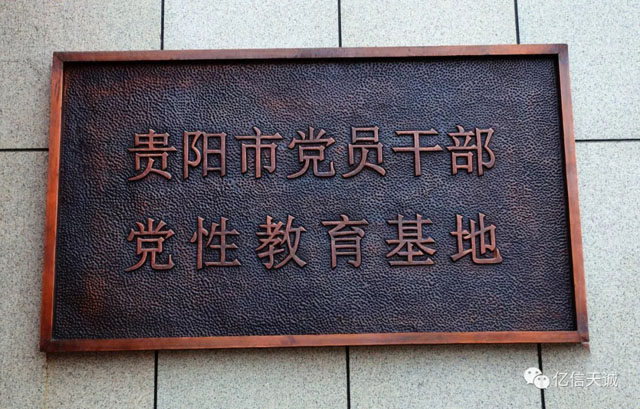 贵阳市党员干部
党性教育基地
亿信天诚